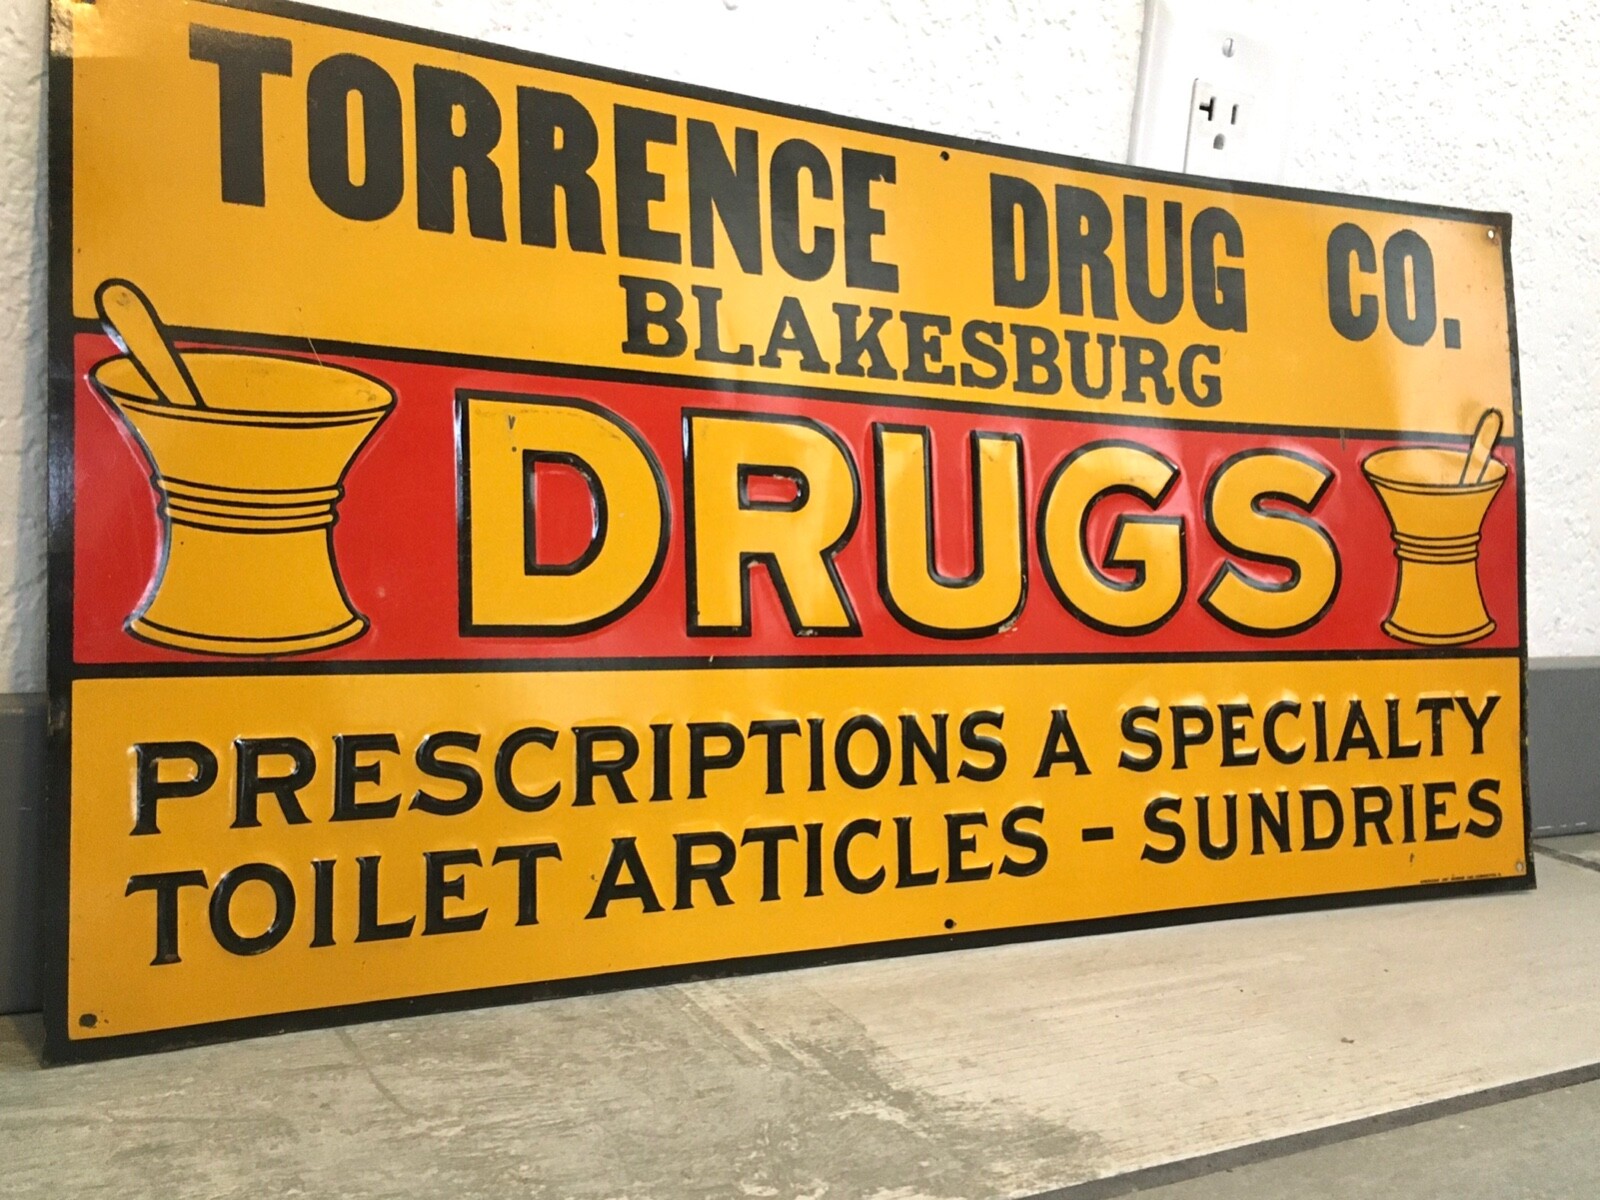 TORRENCE DRUG CO.
BLAKESBURG
DRUGS
PRESCRIPTIONS A SPECIALTY
TOILET ARTICLES - SUNDRIES